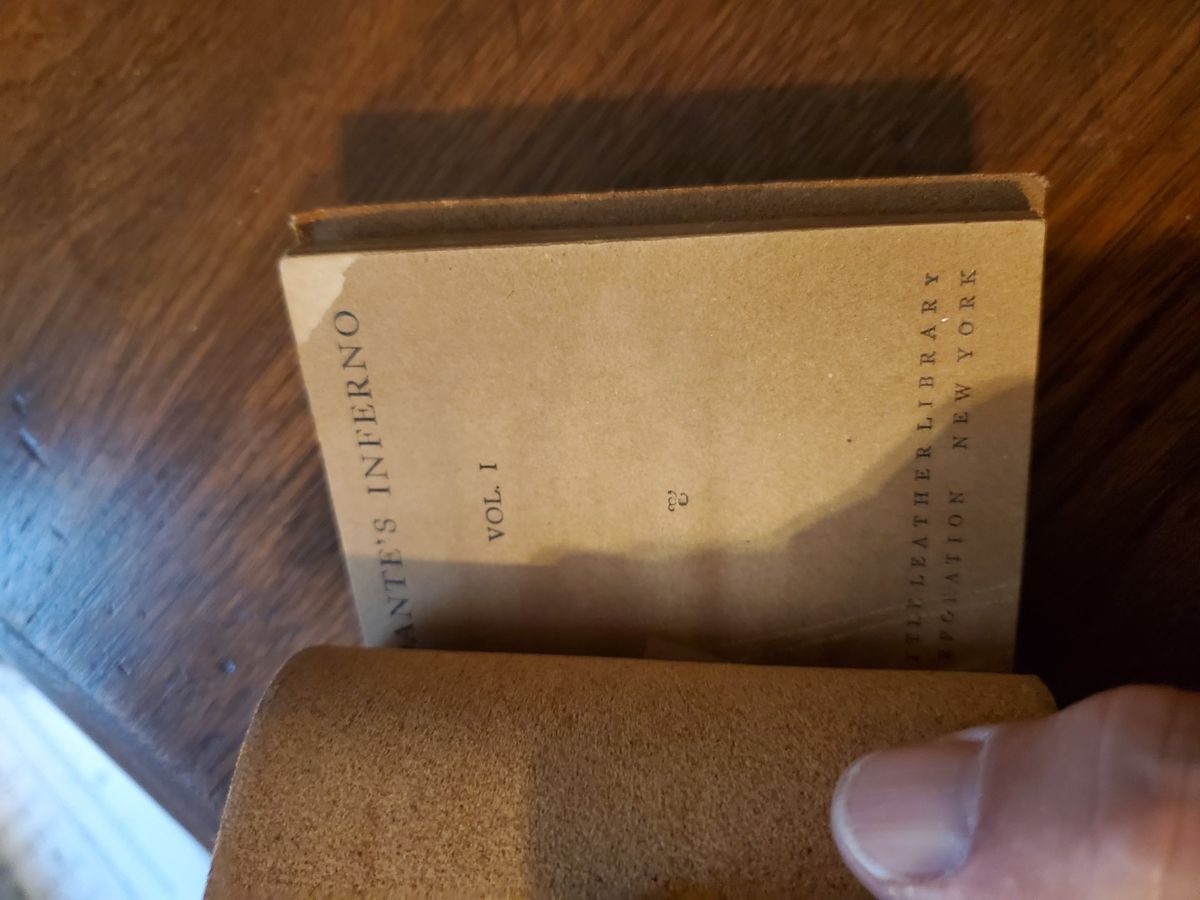 ANTE'S INFERNO
VOL. I
LEATHER LIBRARY
NEW YORK